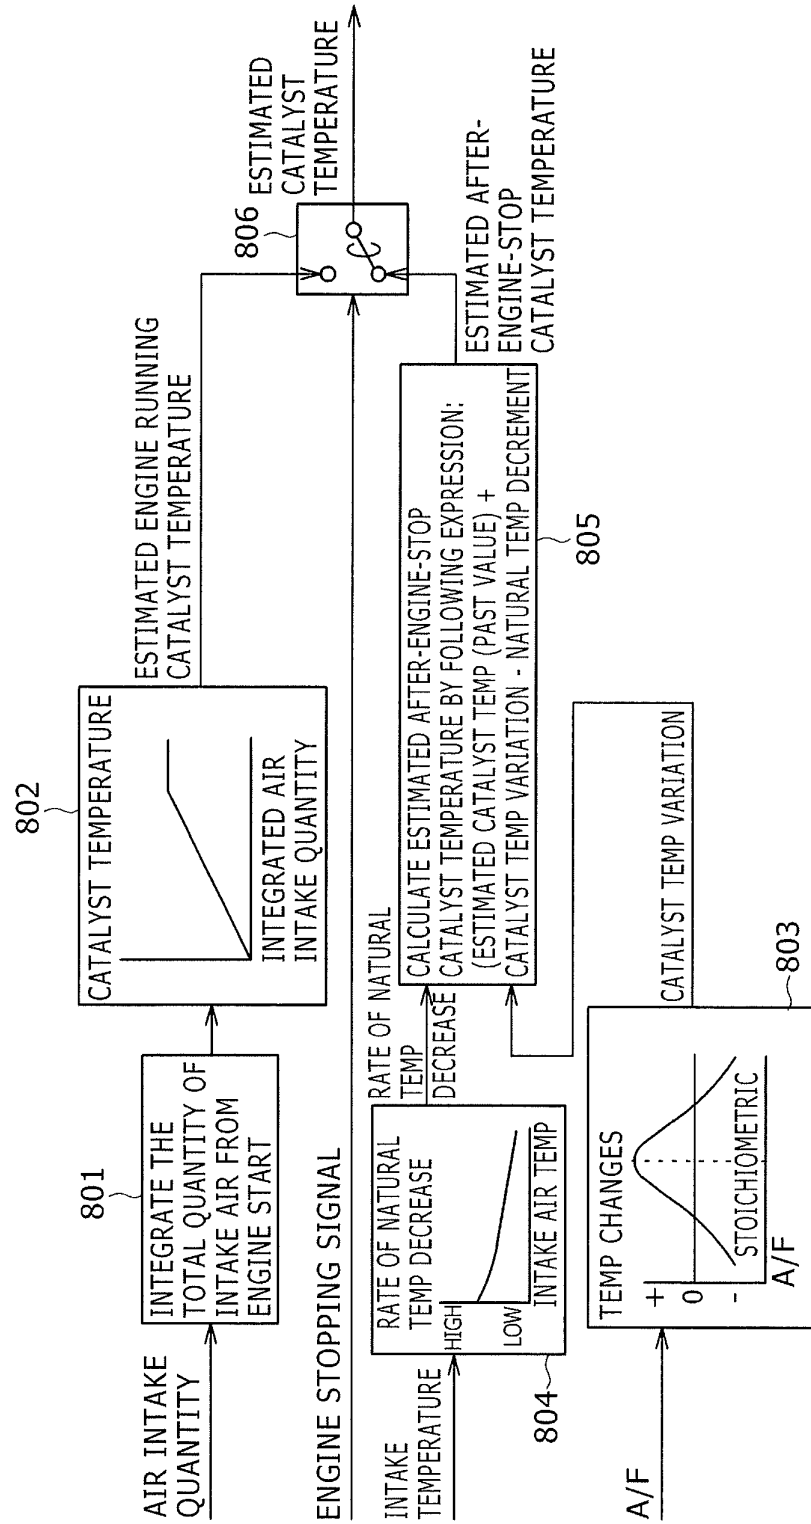 AIR INTAKE
QUANTITY
801
INTEGRATE THE
TOTAL QUANTITY OF
INTAKE AIR FROM
ENGINE START
802
CATALYST TEMPERATURE
INTEGRATED AIR
INTAKE QUANTITY
ESTIMATED ENGINE RUNNING
CATALYST TEMPERATURE
806
ESTIMATED
CATALYST
TEMPERATURE
ENGINE STOPPING SIGNAL
INTAKE
TEMPERATURE
804
RATE OF NATURAL
TEMP DECREASE
HIGH
LOW
INTAKE AIR TEMP
RATE OF NATURAL
TEMP
DECREASE
CALCULATE ESTIMATED AFTER-ENGINE-STOP
CATALYST TEMPERATURE BY FOLLOWING EXPRESSION:
(ESTIMATED CATALYST TEMP (PAST VALUE) +
CATALYST TEMP VARIATION - NATURAL TEMP DECREMENT
805
ESTIMATED AFTER-
ENGINE-STOP
CATALYST TEMPERATURE
A/F
803
TEMP CHANGES
+
0
-
STOICHIOMETRIC
A/F
CATALYST TEMP VARIATION